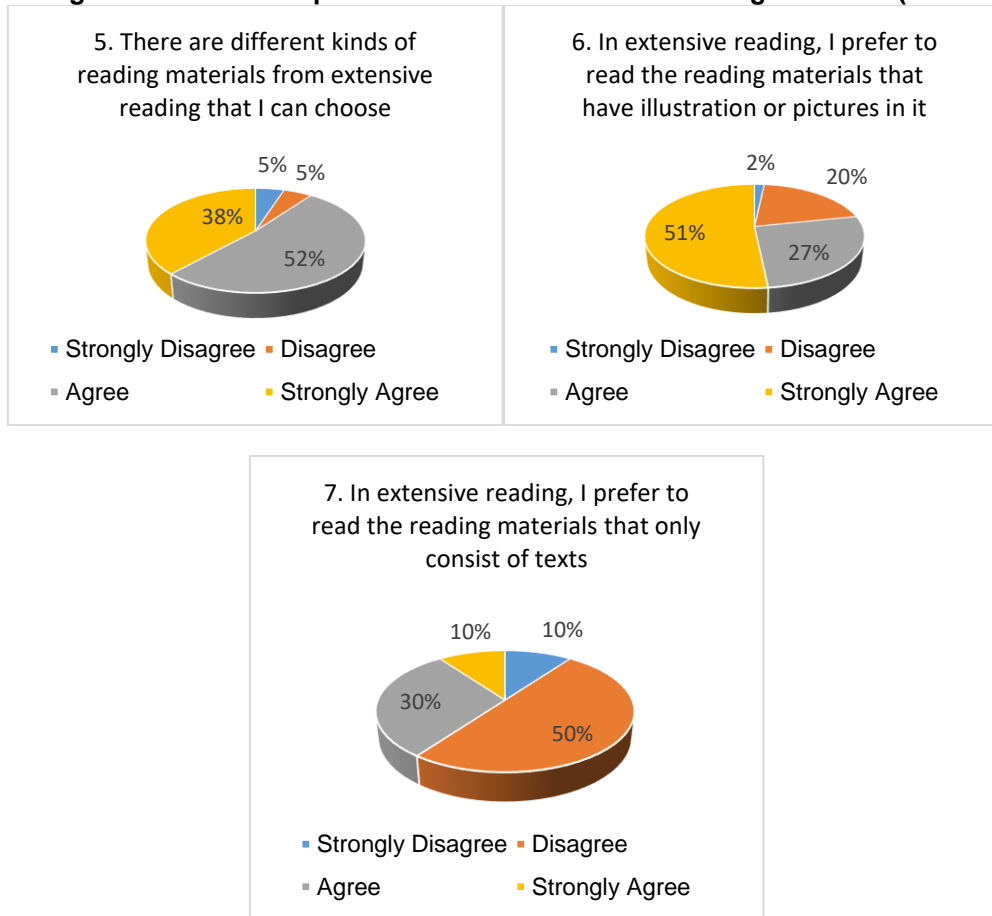 5. There are different kinds of
reading materials from extensive
reading that I can choose
5%
5%
38%
52%
Strongly Disagree
Disagree
Agree
Strongly Agree
6. In extensive reading, I prefer to
read the reading materials that
have illustration or pictures in it
2%
20%
51%
27%
Strongly Disagree
Disagree
Agree
Strongly Agree
7. In extensive reading, I prefer to
read the reading materials that only
consist of texts
10%
10%
30%
50%
Strongly Disagree
Disagree
Agree
Strongly Agree